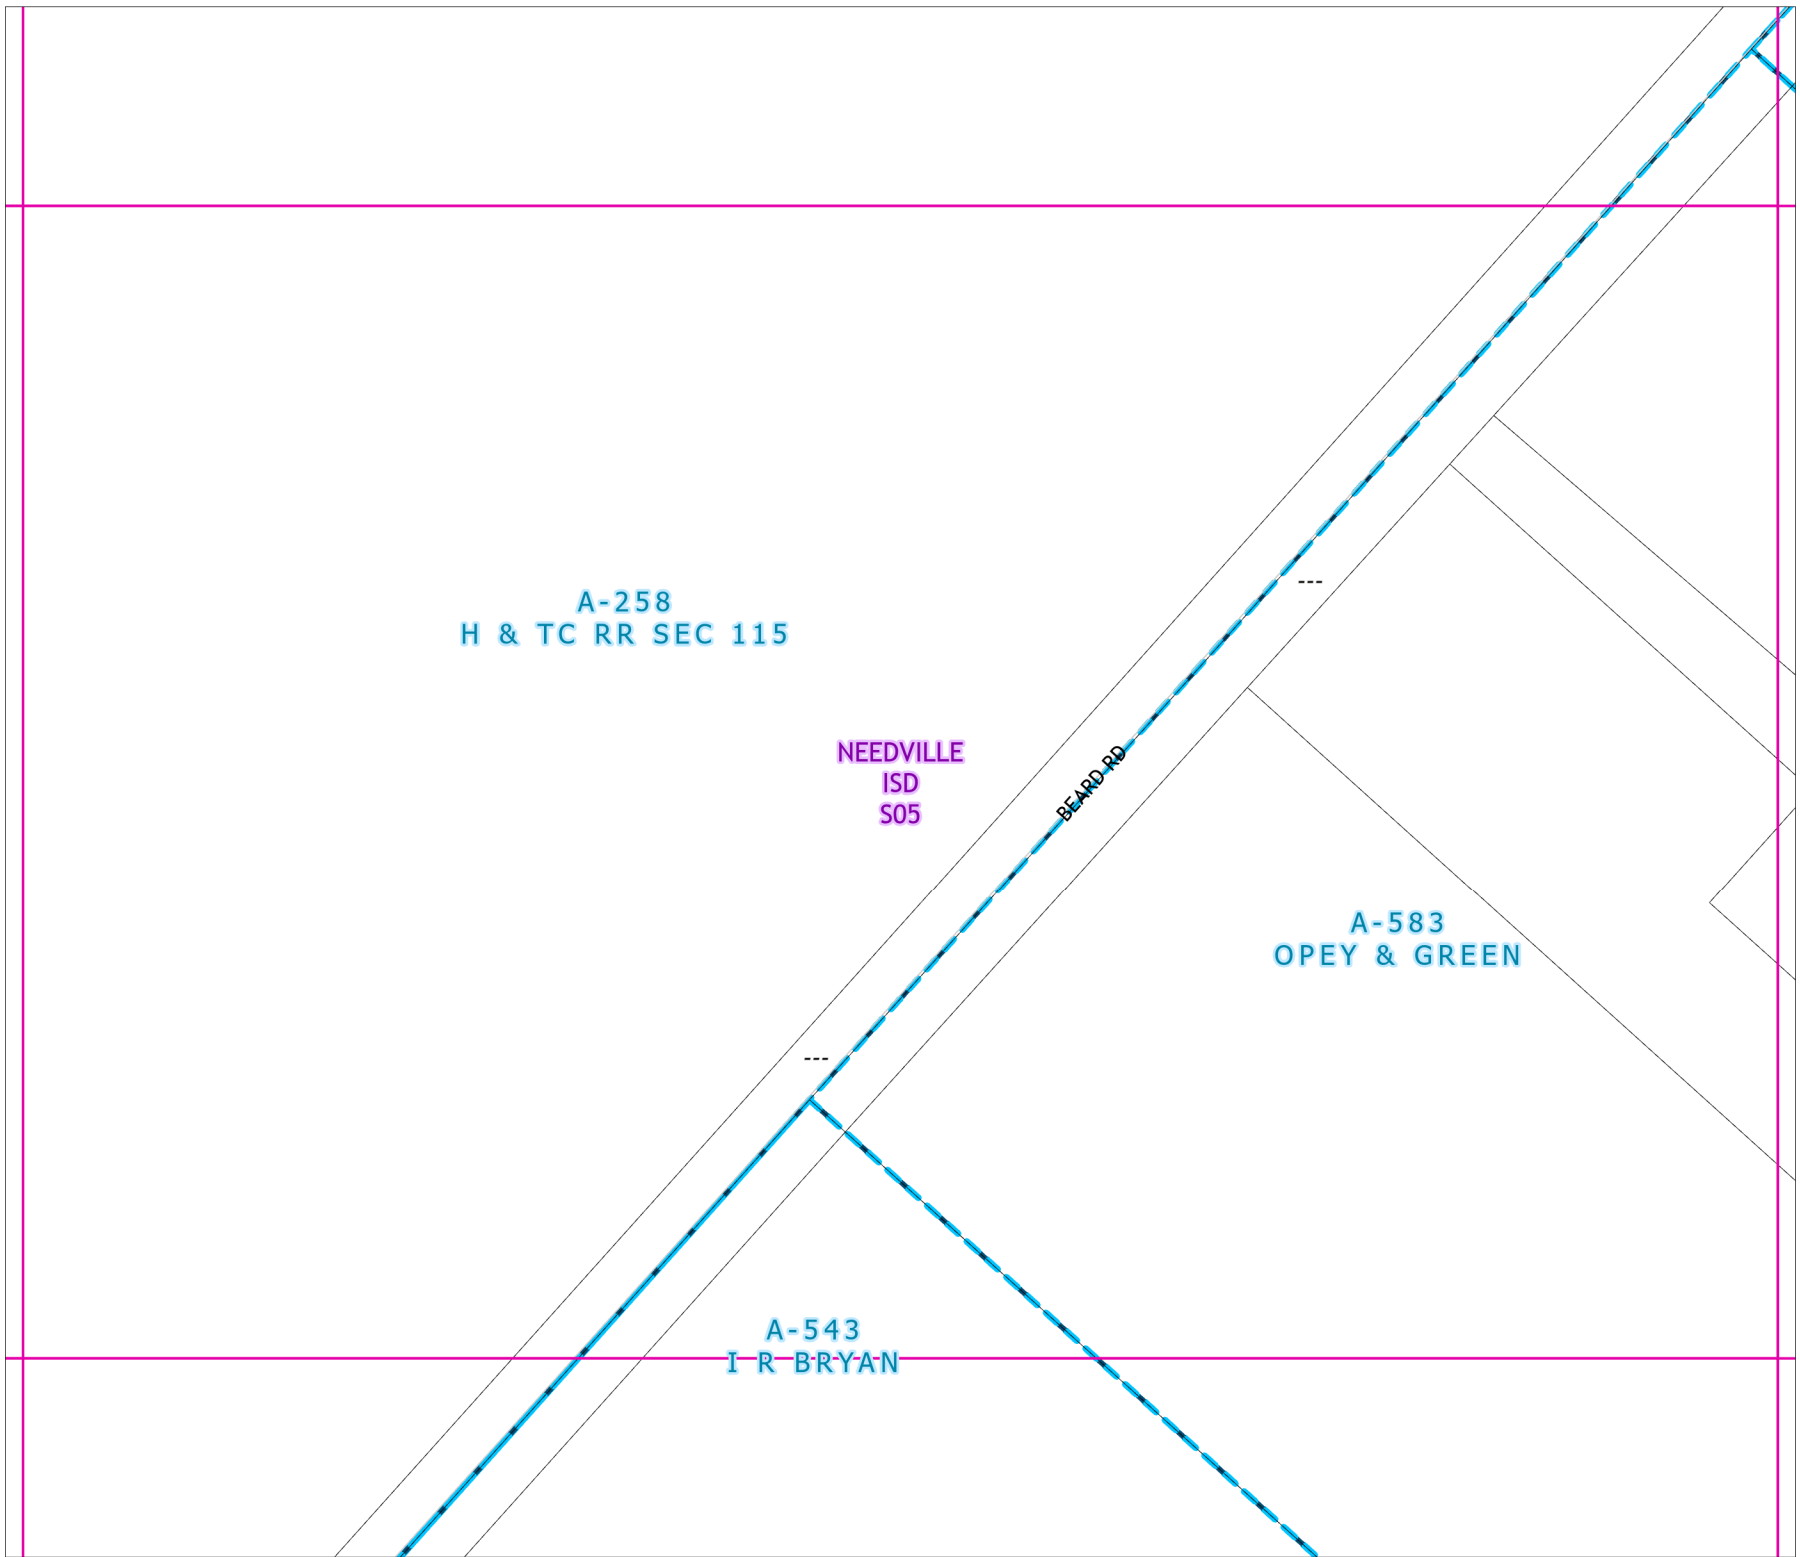 ---
A-258
H & TC RR SEC 115
NEEDVILLE
ISD
S05
BEARD RD
A-583
OPEY & GREEN
---
A-543
I R BRYAN